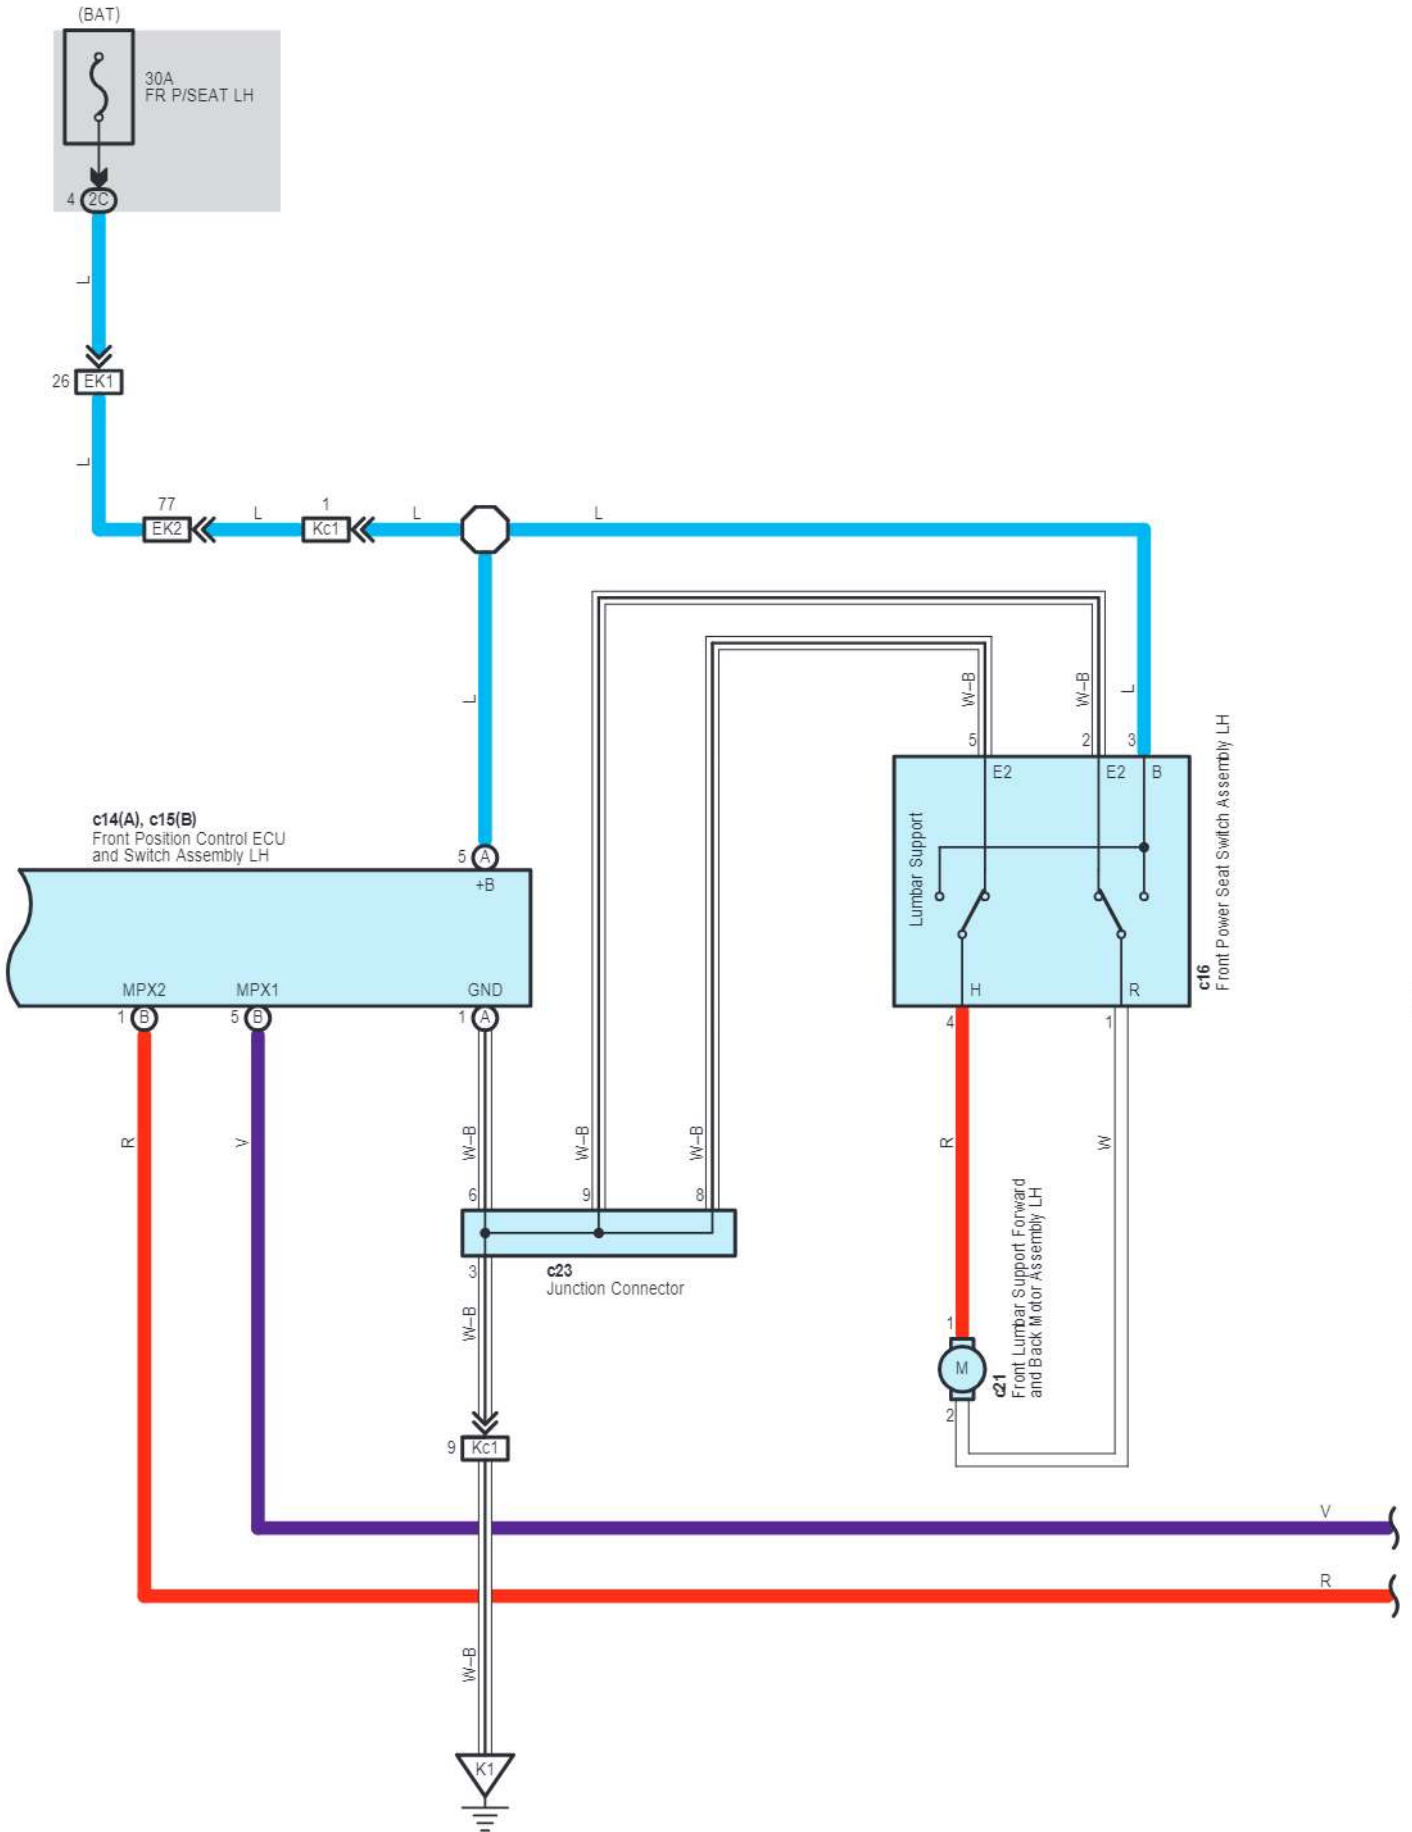 (BAT)
30A
FR P/SEAT LH
4 2C
L
26 EK1
L
77
EK2
L
1
Kc1
L
L
L
W–B
W–B
L
5
2
3
E2
E2
B
Lumbar Support
H
R
4
1
c16
Front Power Seat Switch Assembly LH
c14(A), c15(B)
Front Position Control ECU
and Switch Assembly LH
5 A
+B
MPX2
MPX1
GND
1 B
5 B
1 A
R
V
W–B
W–B
W–B
R
W
6
9
8
3
c23
Junction Connector
W–B
1
M
2
c21
Front Lumbar Support Forward
and Back Motor Assembly LH
9 Kc1
V
R
W–B
K1